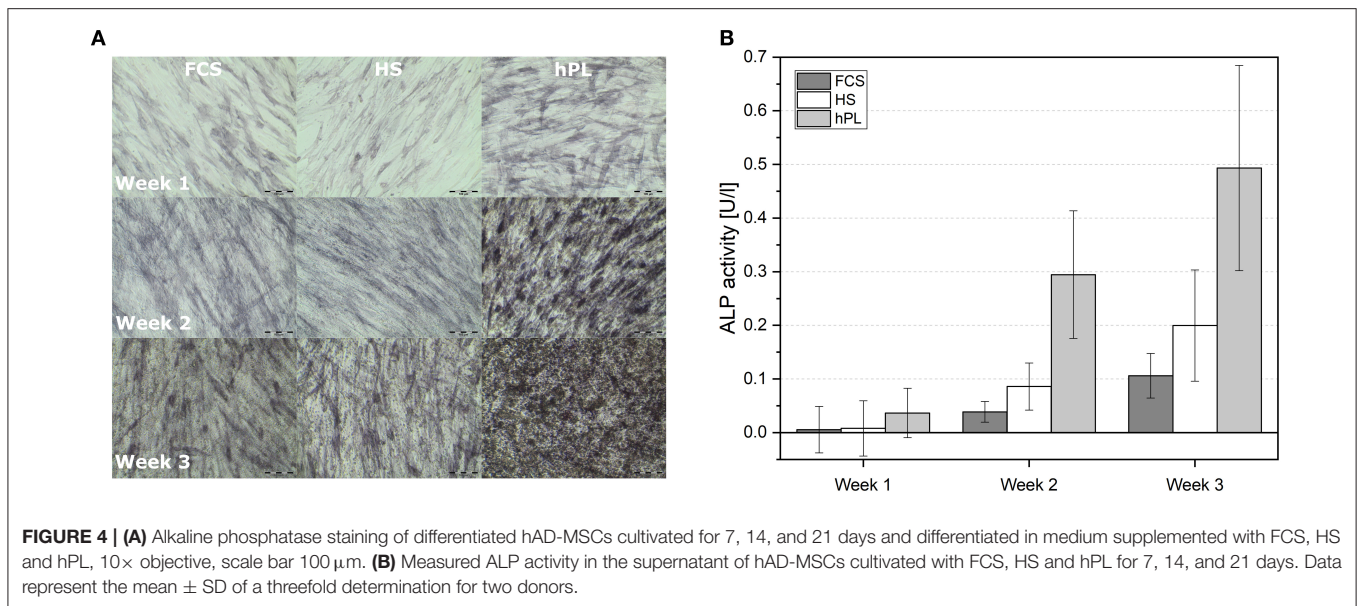 A
FCS
HS
hPL
Week 1
Week 2
Week 3
B
0.7
0.6
0.5
0.4
0.3
0.2
0.1
0.0
ALP activity [U/l]
FCS
HS
hPL
Week 1
Week 2
Week 3
FIGURE 4 | (A) Alkaline phosphatase staining of differentiated hAD-MSCs cultivated for 7, 14, and 21 days and differentiated in medium supplemented with FCS, HS
and hPL, 10× objective, scale bar 100 μm. (B) Measured ALP activity in the supernatant of hAD-MSCs cultivated with FCS, HS and hPL for 7, 14, and 21 days. Data
represent the mean ± SD of a threefold determination for two donors.